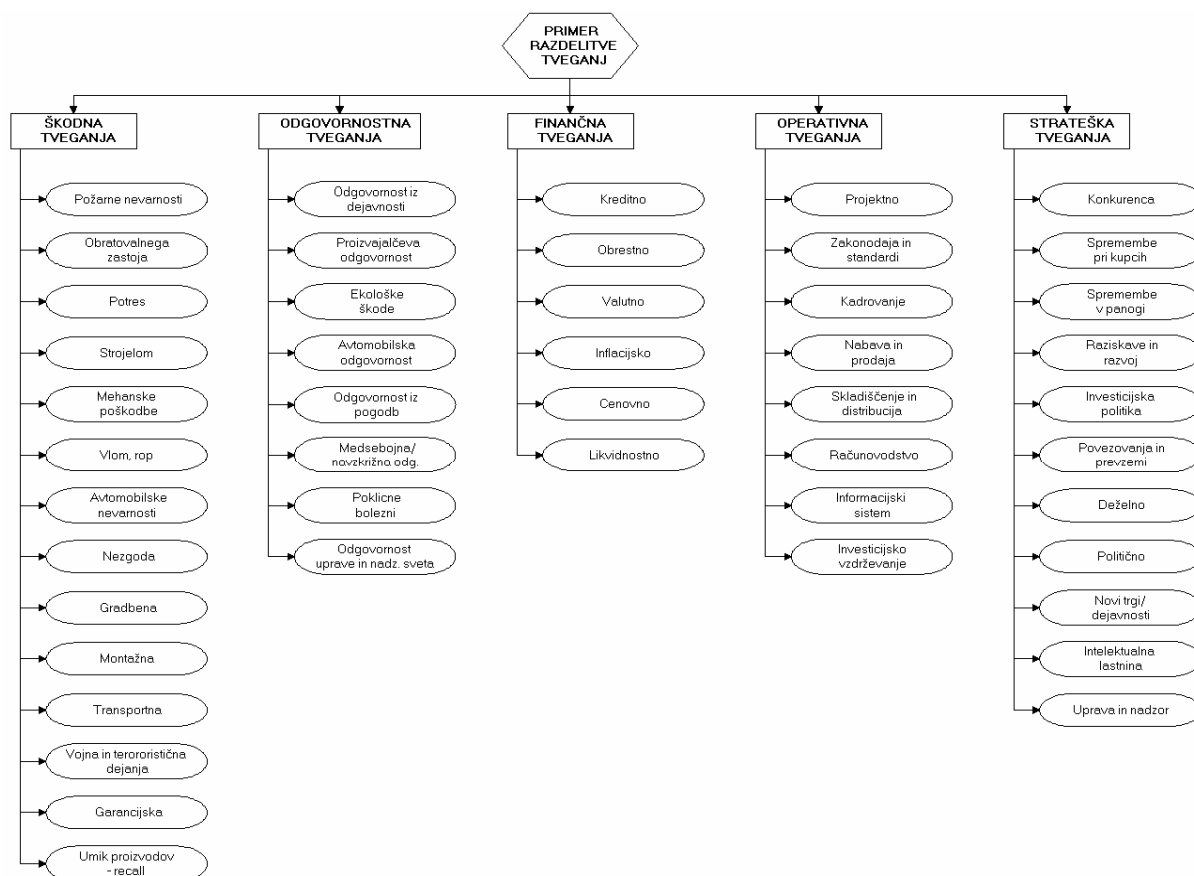 PRIMER
RAZDELITVE
TVEGANJ
ŠKODNA
TVEGANJA
Požarne nevarnosti
Obratovalnega
zastoja
Potres
Strojelom
Mehanske
poškodbe
Vlom, rop
Avtomobilske
nevarnosti
Nezgoda
Gradbena
Montažna
Transportna
Vojna in terororistična
dejanja
Garancijska
Umik proizvodov
- recall
ODGOVORNOSTNA
TVEGANJA
Odgovornost iz
dejavnosti
Proizvajalčeva
odgovornost
Ekološke
škode
Avtomobilska
odgovornost
Odgovornost iz
pogodb
Medsebojna/
navzkrižna odg.
Poklicne
bolezni
Odgovornost
uprave in nadz. sveta
FINANČNA
TVEGANJA
Kreditno
Obrestno
Valutno
Inflacijsko
Cenovno
Likvidnostno
OPERATIVNA
TVEGANJA
Projektno
Zakonodaja in
standardi
Kadrovanje
Nabava in
prodaja
Skladiščenje in
distribucija
Računovodstvo
Informacijski
sistem
Investicijsko
vzdrževanje
STRATEŠKA
TVEGANJA
Konkurenca
Spremembe
pri kupcih
Spremembe
v panogi
Raziskave in
razvoj
Investicijska
politika
Povezovanja in
prevzemi
Deželno
Politično
Novi trgi/
dejavnosti
Intelektualna
lastnina
Uprava in nadzor